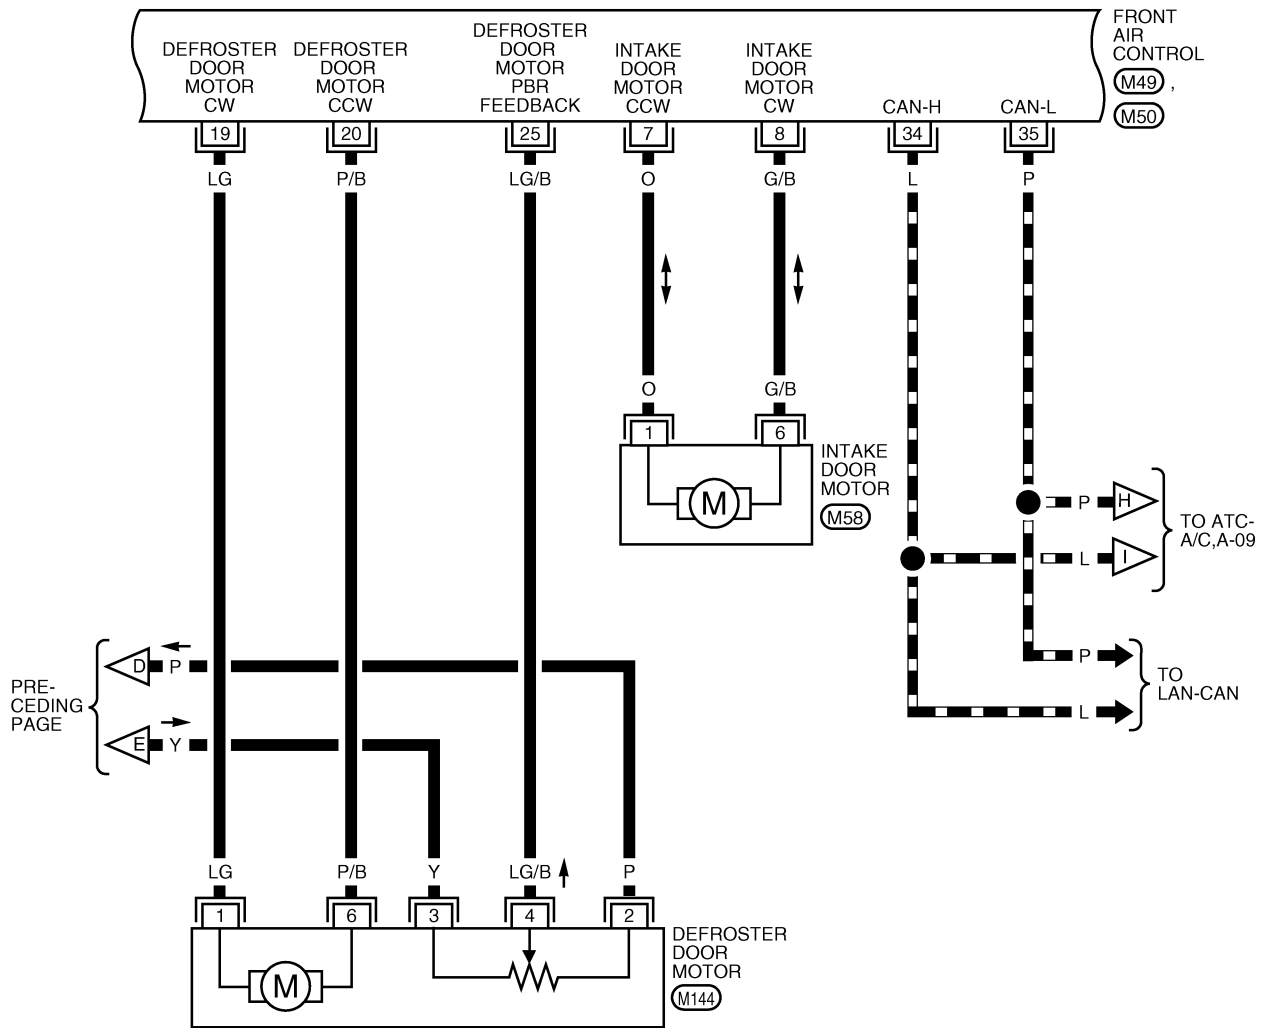 DEFROSTER
DOOR
MOTOR
CW
DEFROSTER
DOOR
MOTOR
CCW
DEFROSTER
DOOR
MOTOR
PBR
FEEDBACK
INTAKE
DOOR
MOTOR
CCW
INTAKE
DOOR
MOTOR
CW
CAN-H
CAN-L
FRONT
AIR
CONTROL
M49 ,
M50
19
20
25
7
8
34
35
LG
P/B
LG/B
O
G/B
L
P
O
G/B
1
6
M
INTAKE
DOOR
MOTOR
M58
P
H
L
I
TO ATC-
A/C,A-09
P
L
TO
LAN-CAN
PRE-
CEDING
PAGE
D
P
E
Y
LG
P/B
Y
LG/B
P
1
6
3
4
2
M
DEFROSTER
DOOR
MOTOR
M144